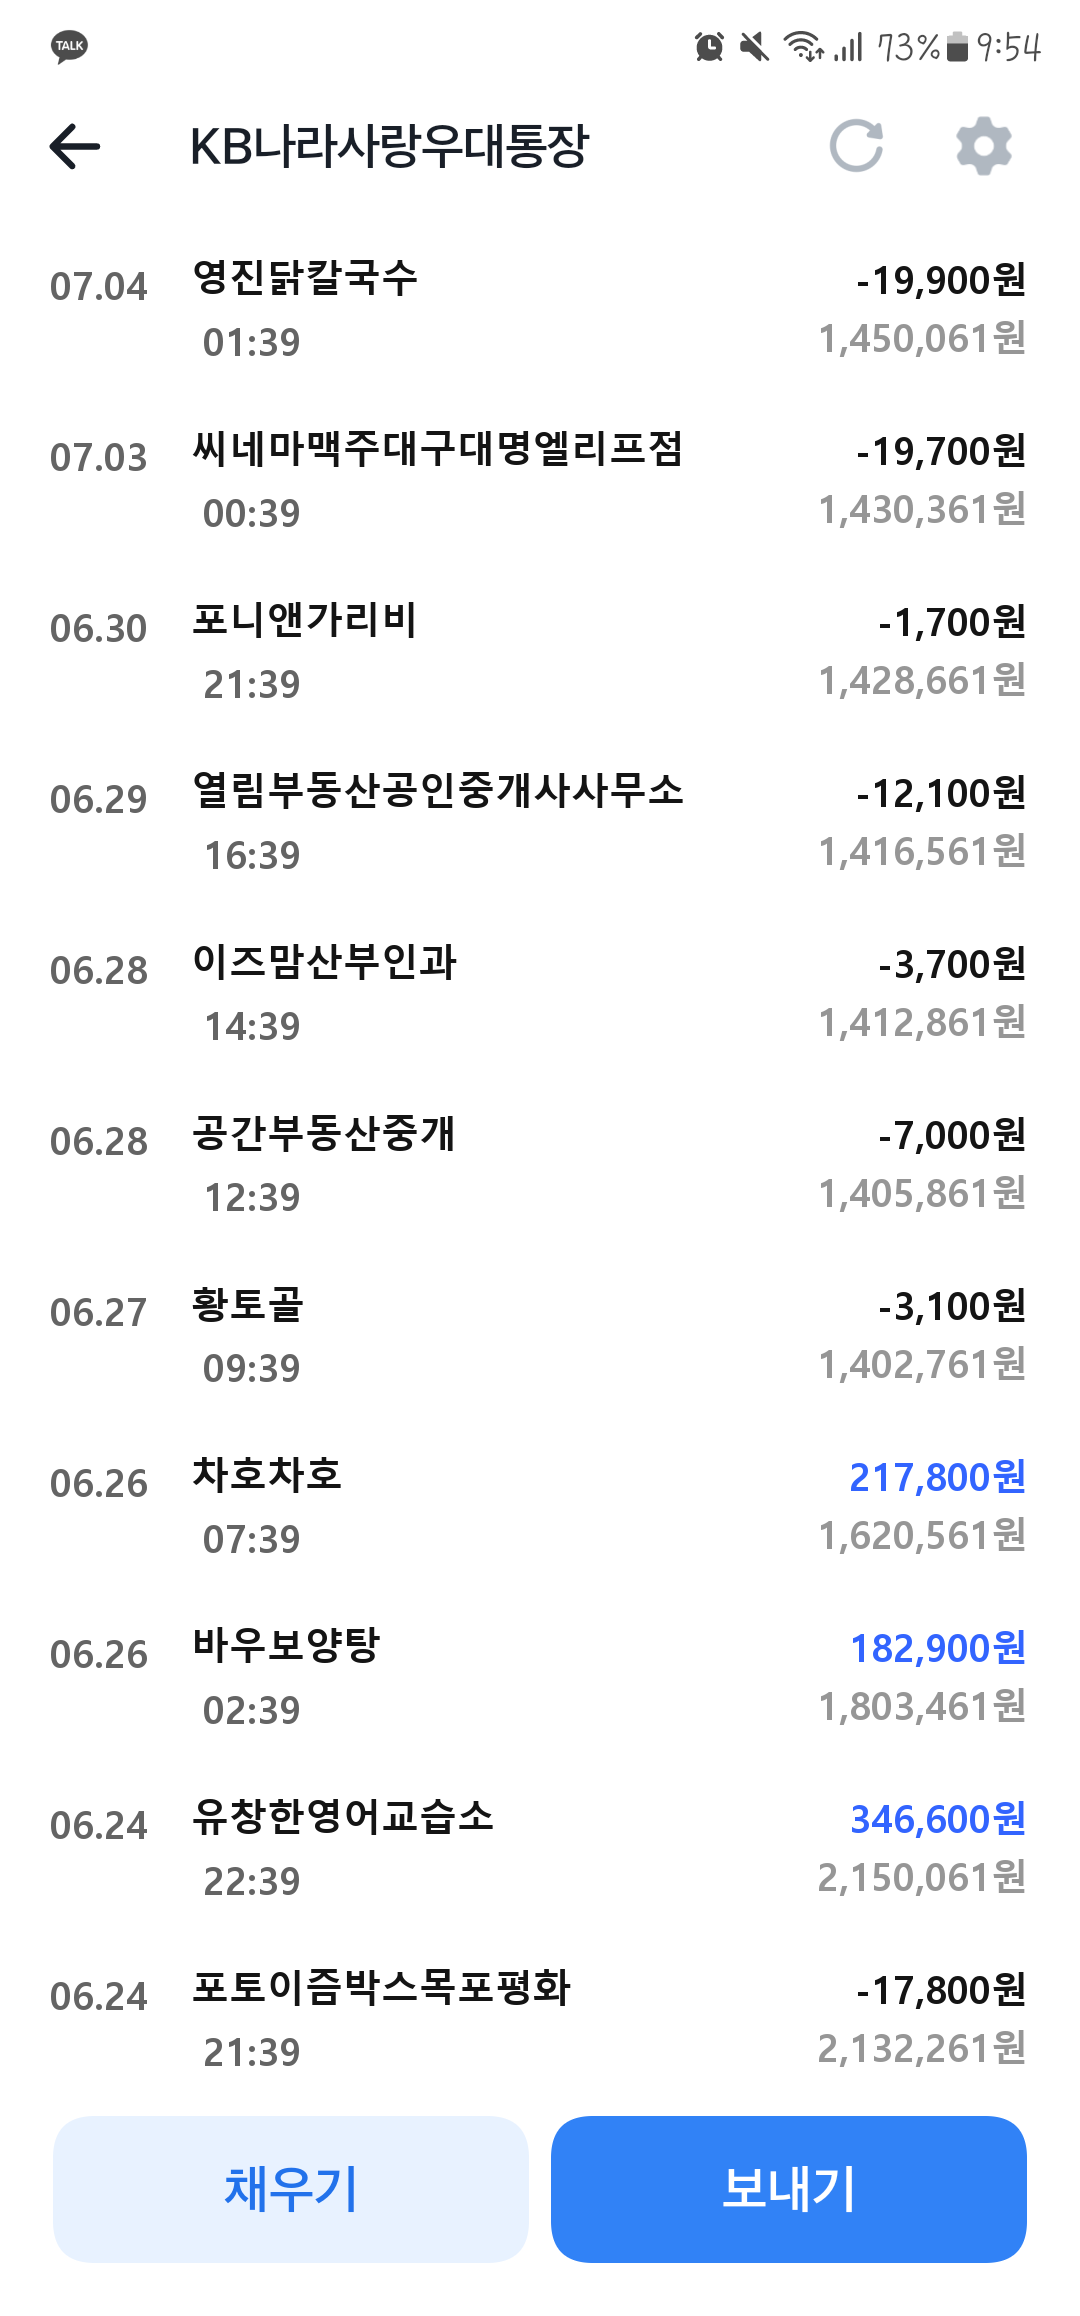 TALK 73% 9:54
KB나라사랑우대통장
07.04 영진닭칼국수 -19,900원
01:39 1,450,061원
07.03 씨네마맥주대구대명엘리프점 -19,700원
00:39 1,430,361원
06.30 포니앤가리비 -1,700원
21:39 1,428,661원
06.29 열림부동산공인중개사사무소 -12,100원
16:39 1,416,561원
06.28 이즈맘산부인과 -3,700원
14:39 1,412,861원
06.28 공간부동산중개 -7,000원
12:39 1,405,861원
06.27 황토골 -3,100원
09:39 1,402,761원
06.26 차호차호 217,800원
07:39 1,620,561원
06.26 바우보양탕 182,900원
02:39 1,803,461원
06.24 유창한영어교습소 346,600원
22:39 2,150,061원
06.24 포토이즘박스목포평화 -17,800원
21:39 2,132,261원
채우기 보내기